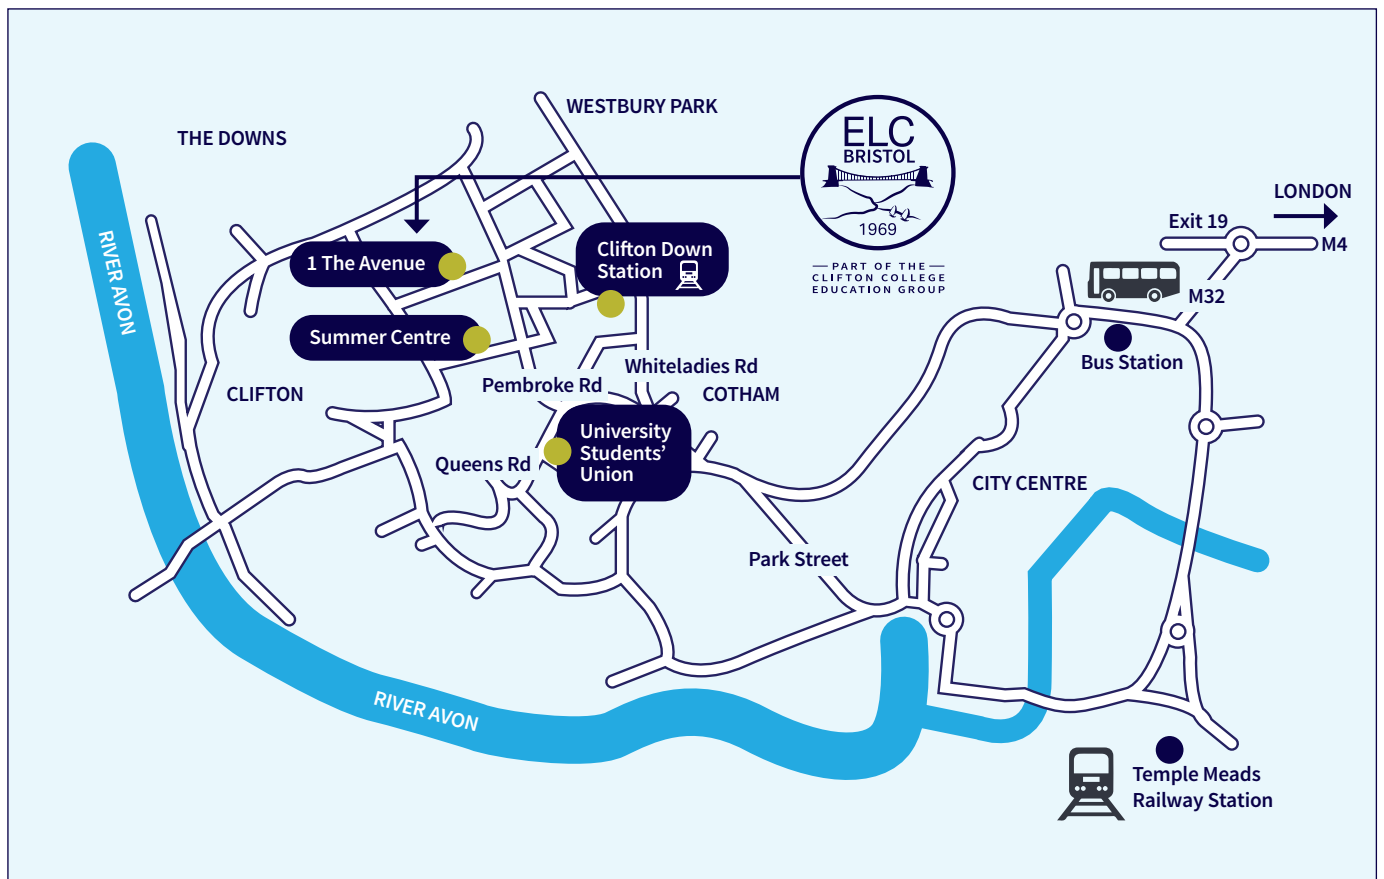 WESTBURY PARK
THE DOWNS
ELC
BRISTOL
1969
PART OF THE
CLIFTON COLLEGE
EDUCATION GROUP
LONDON
Exit 19
M4
M32
Clifton Down
Station
1 The Avenue
RIVER AVON
Summer Centre
Bus Station
Whiteladies Rd
Pembroke Rd
CLIFTON
COTHAM
University
Students’
Union
Queens Rd
CITY CENTRE
Park Street
RIVER AVON
Temple Meads
Railway Station